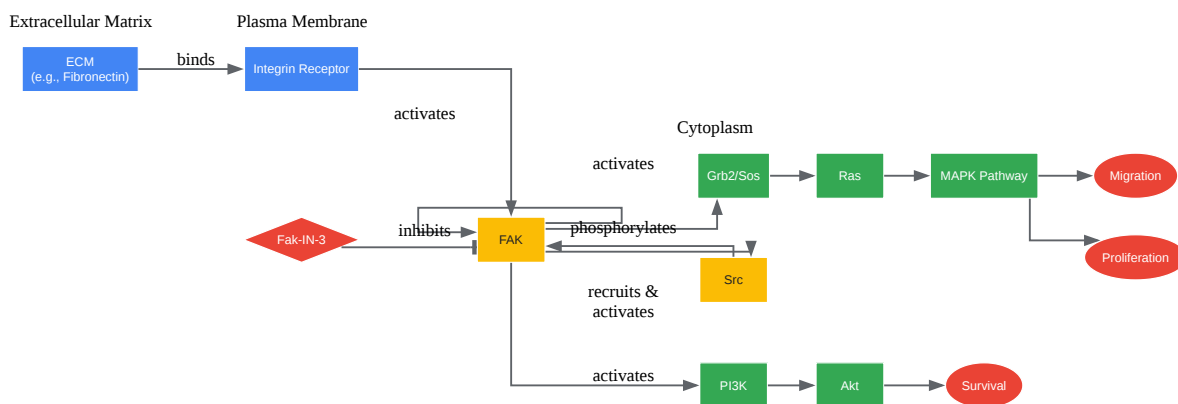 Extracellular Matrix
Plasma Membrane
ECM
(e.g., Fibronectin)
binds
Integrin Receptor
activates
Cytoplasm
activates
Grb2/Sos
Ras
MAPK Pathway
Migration
Fak-IN-3
inhibits
FAK
phosphorylates
Proliferation
Src
recruits &
activates
activates
PI3K
Akt
Survival